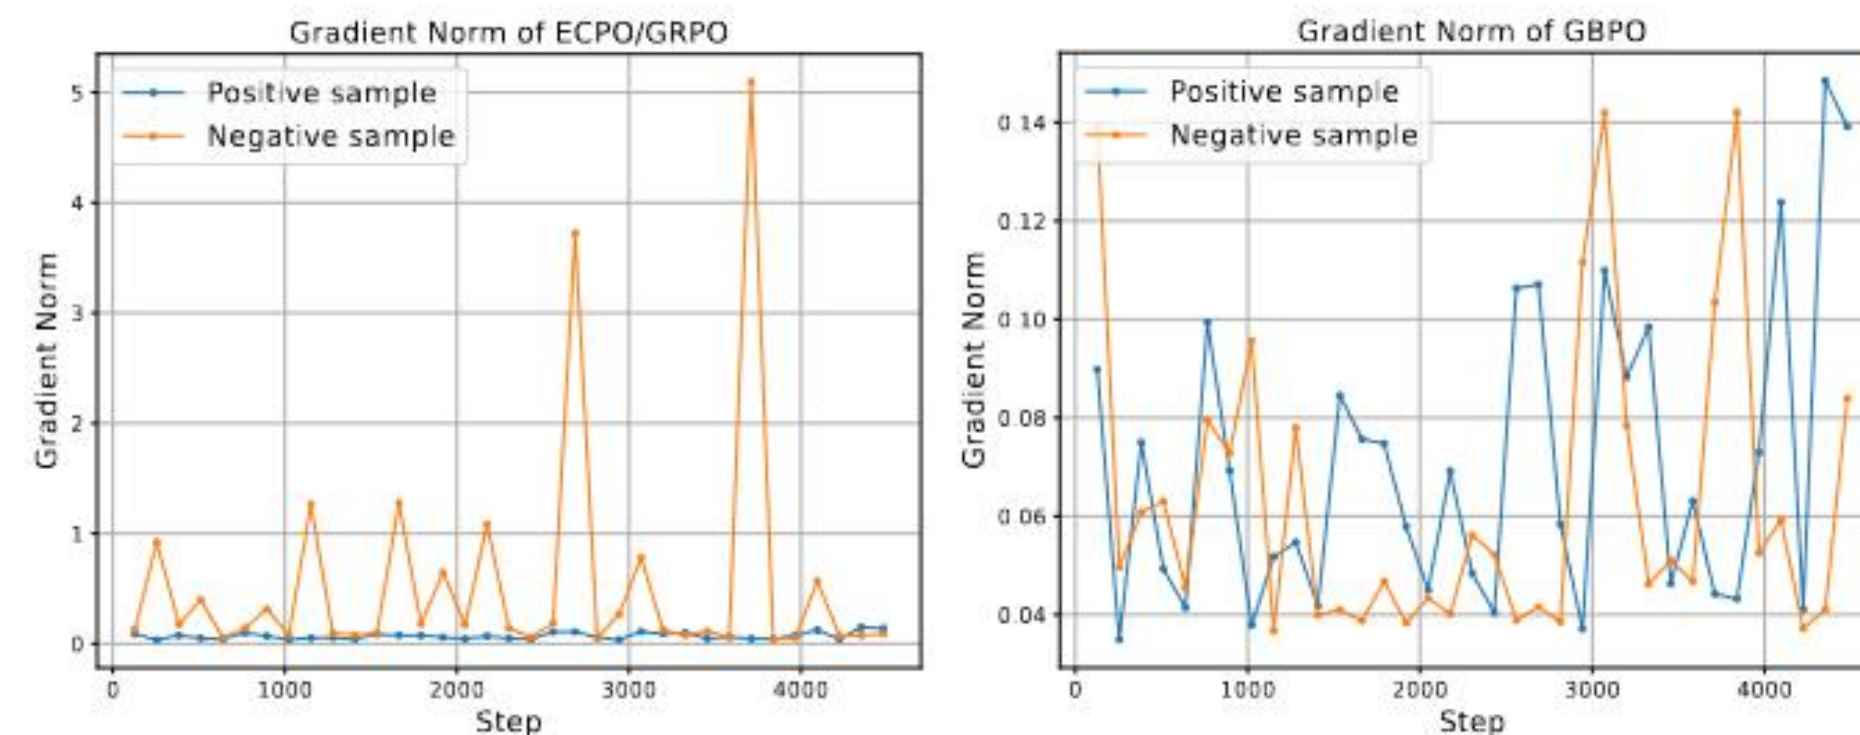 Gradient Norm of ECPO/GRPO
Positive sample
Negative sample
Gradient Norm
5
4
3
2
1
0
0 1000 2000 3000 4000
Step
Gradient Norm of GBPO
Positive sample
Negative sample
Gradient Norm
0.14
0.12
0.10
0.08
0.06
0.04
0 1000 2000 3000 4000
Step